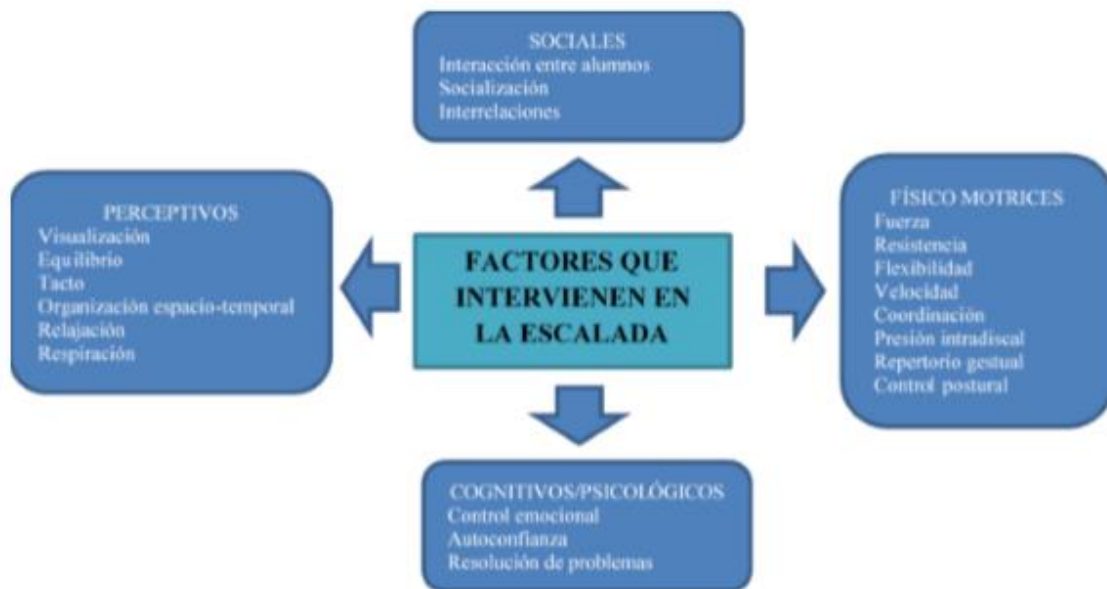 SOCIALES
Interacción entre alumnos
Socialización
Interrelaciones
PERCEPTIVOS
Visualización
Equilibrio
Tacto
Organización espacio-temporal
Relajación
Respiración
FACTORES QUE
INTERVIENEN EN
LA ESCALADA
FÍSICO MOTRICES
Fuerza
Resistencia
Flexibilidad
Velocidad
Coordinación
Presión intradiscal
Repertorio gestual
Control postural
COGNITIVOS/PSICOLÓGICOS
Control emocional
Autoconfianza
Resolución de problemas